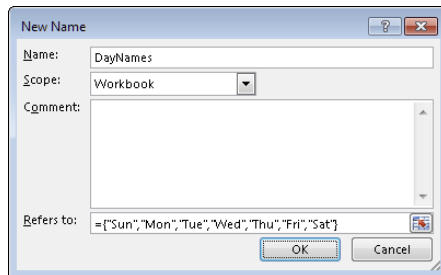 New Name
Name: DayNames
Scope: Workbook
Comment:
Refers to: ={"Sun","Mon","Tue","Wed","Thu","Fri","Sat"}
OK Cancel